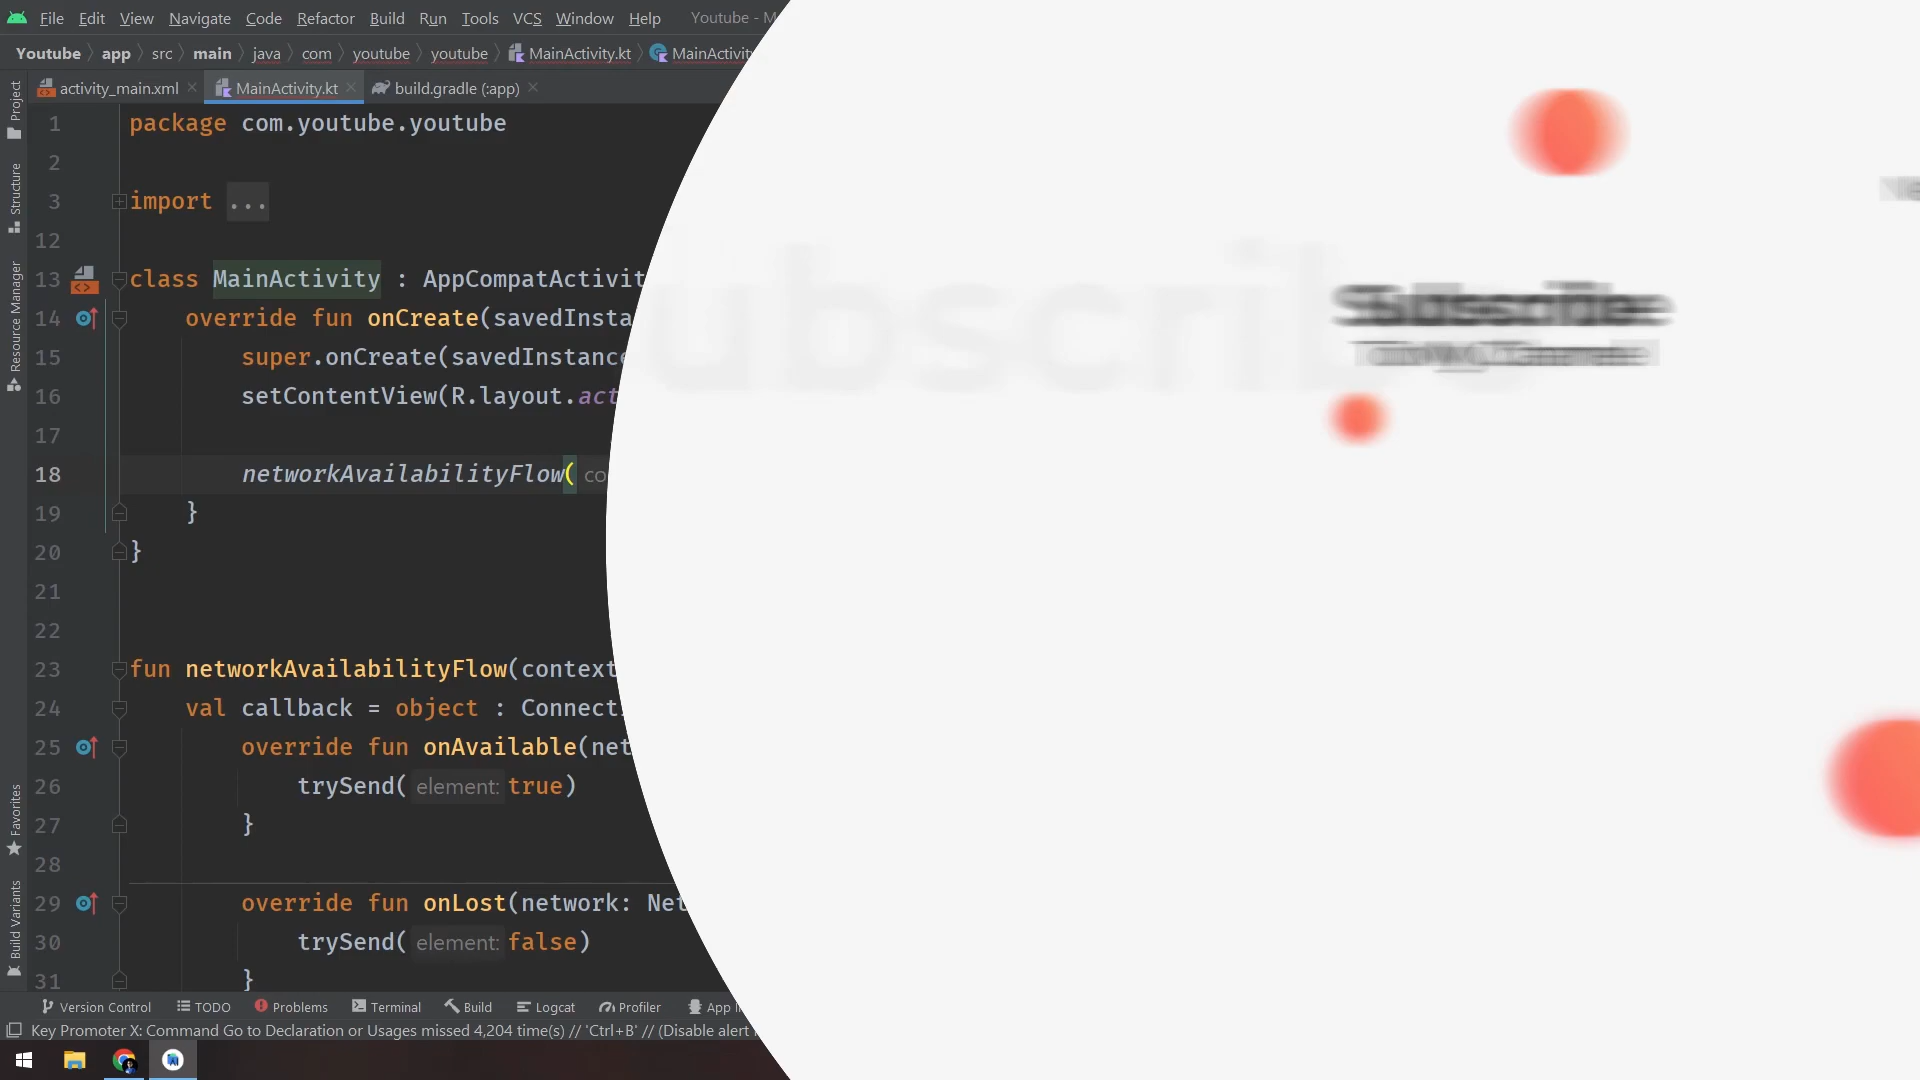 File Edit View Navigate Code Refactor Build Run Tools VCS Window Help Youtube - M
Youtube app src main java com youtube youtube MainActivity.kt MainActivity
activity_main.xml MainActivity.kt build.gradle (:app)
Project
Structure
Resource Manager
Favorites
Build Variants
1 package com.youtube.youtube
2
3 import ...
12
13 class MainActivity : AppCompatActivit
14 override fun onCreate(savedInsta
15 super.onCreate(savedInstance
16 setContentView(R.layout.act
17
18 networkAvailabilityFlow( co
19 }
20 }
21
22
23 fun networkAvailabilityFlow(context
24 val callback = object : Connect
25 override fun onAvailable(net
26 trySend( element: true)
27 }
28
29 override fun onLost(network: Net
30 trySend( element: false)
31 }
ubscribe
Subscribe
Version Control TODO Problems Terminal Build Logcat Profiler App
Key Promoter X: Command Go to Declaration or Usages missed 4,204 time(s) // 'Ctrl+B' // (Disable alert